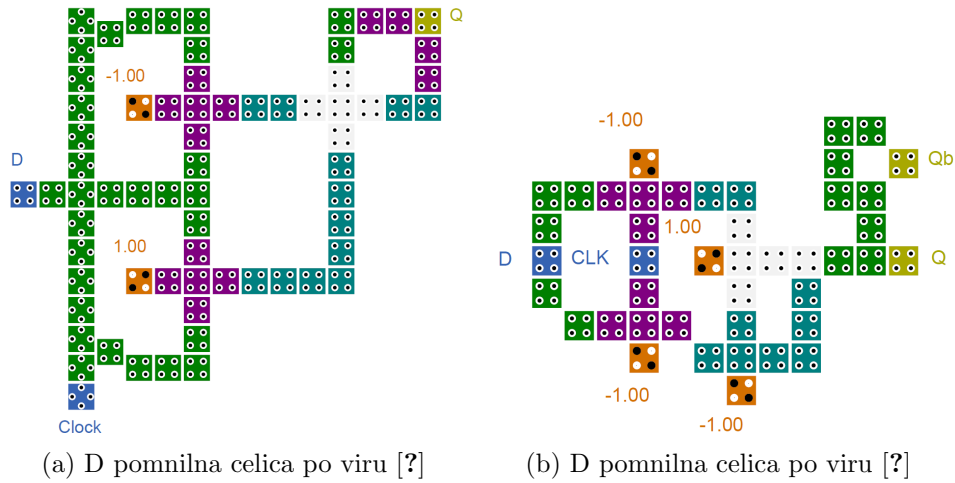 Q
-1.00
D
1.00
Clock
-1.00
Qb
1.00
D
CLK
Q
-1.00
-1.00
(a) D pomnilna celica po viru [?]
(b) D pomnilna celica po viru [?]